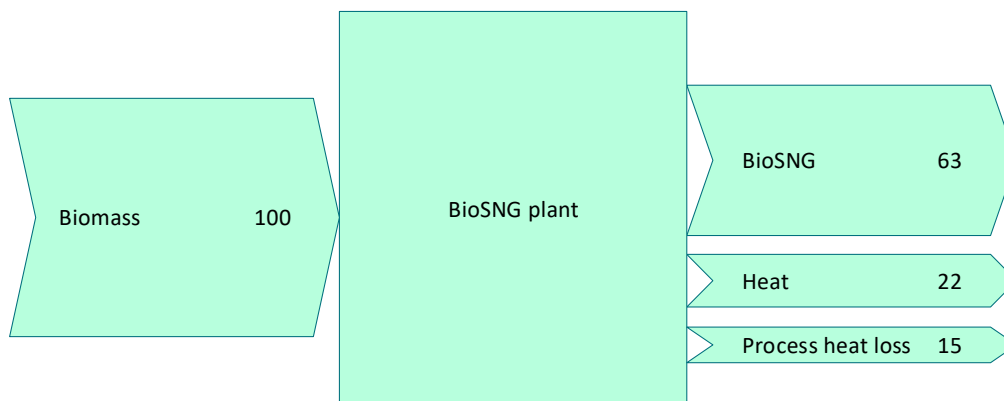 Biomass 100
BioSNG plant
BioSNG 63
Heat 22
Process heat loss 15